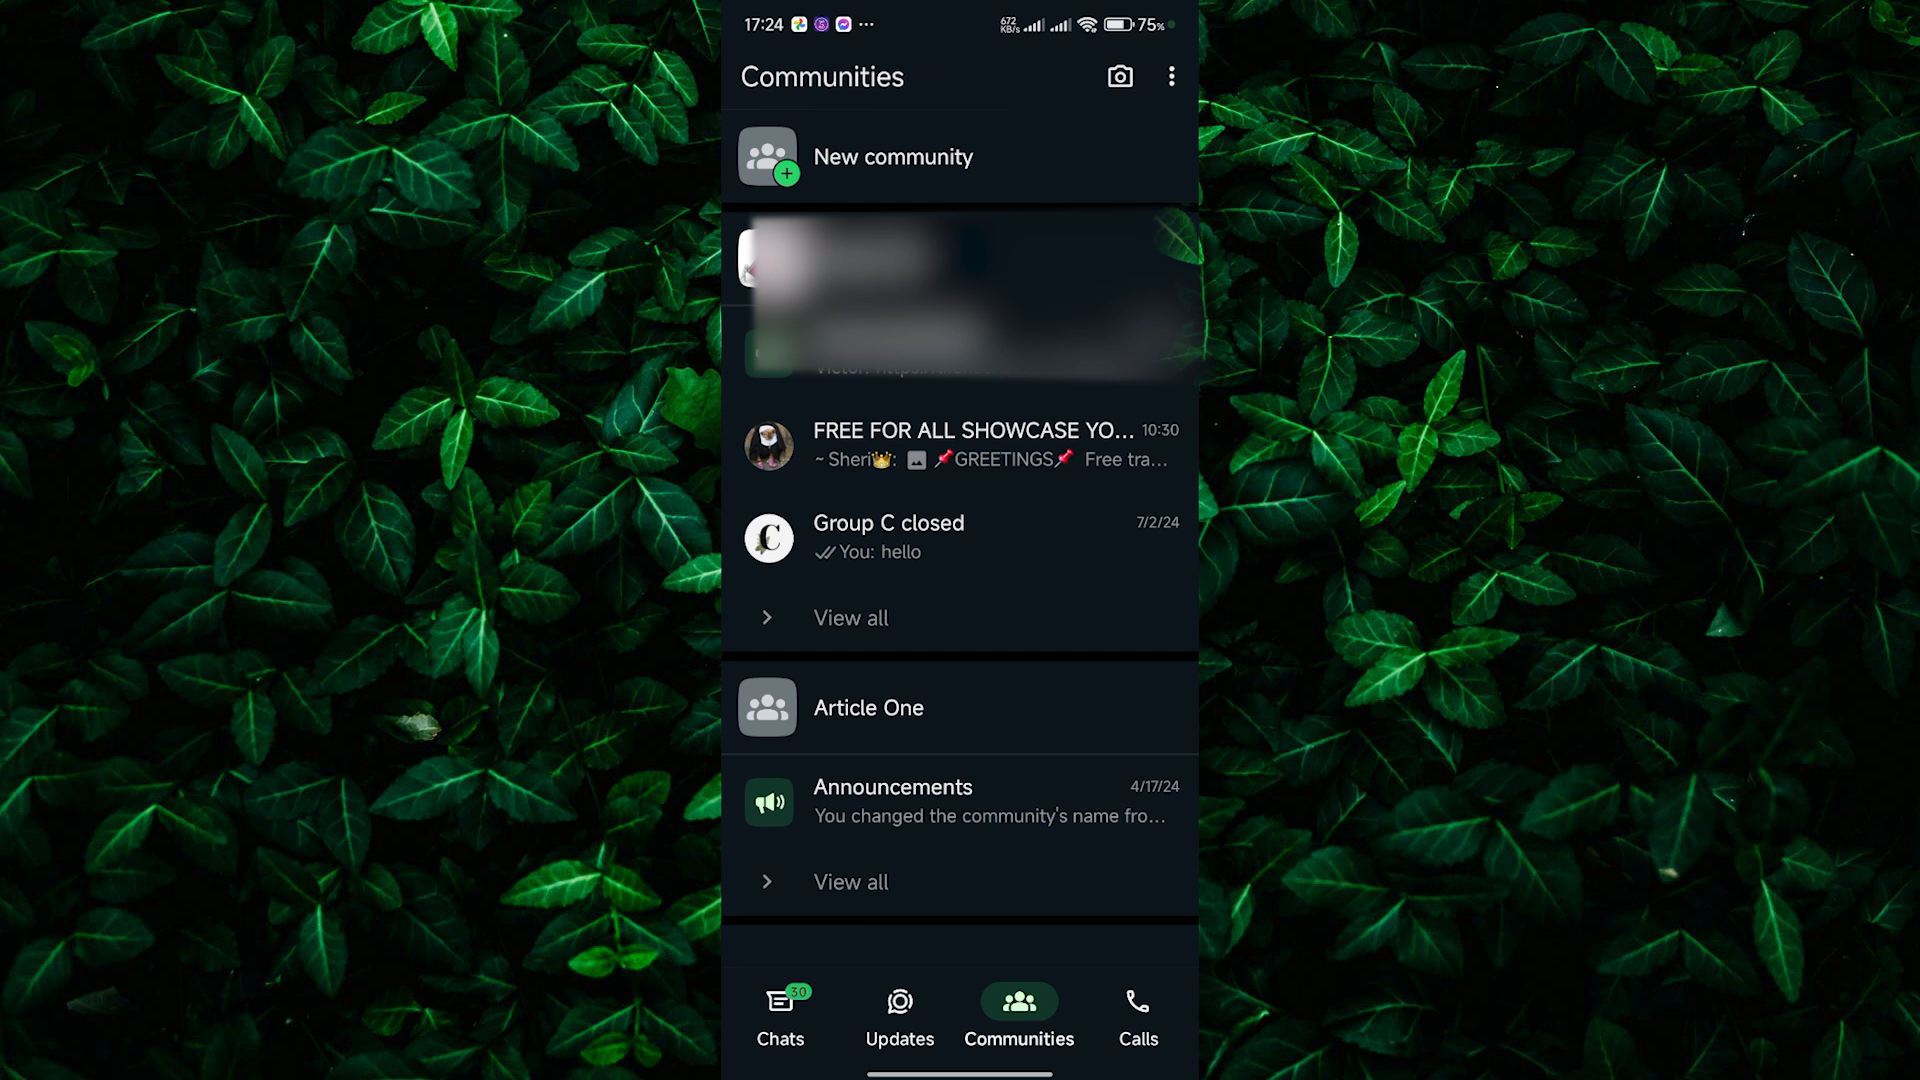 17:24 672 KB/s 75%
Communities
New community
FREE FOR ALL SHOWCASE YO... 10:30
~ Sheri👑: 📌GREETINGS📌 Free tra...
Group C closed 7/2/24
You: hello
View all
Article One
Announcements 4/17/24
You changed the community's name fro...
View all
30
Chats Updates Communities Calls